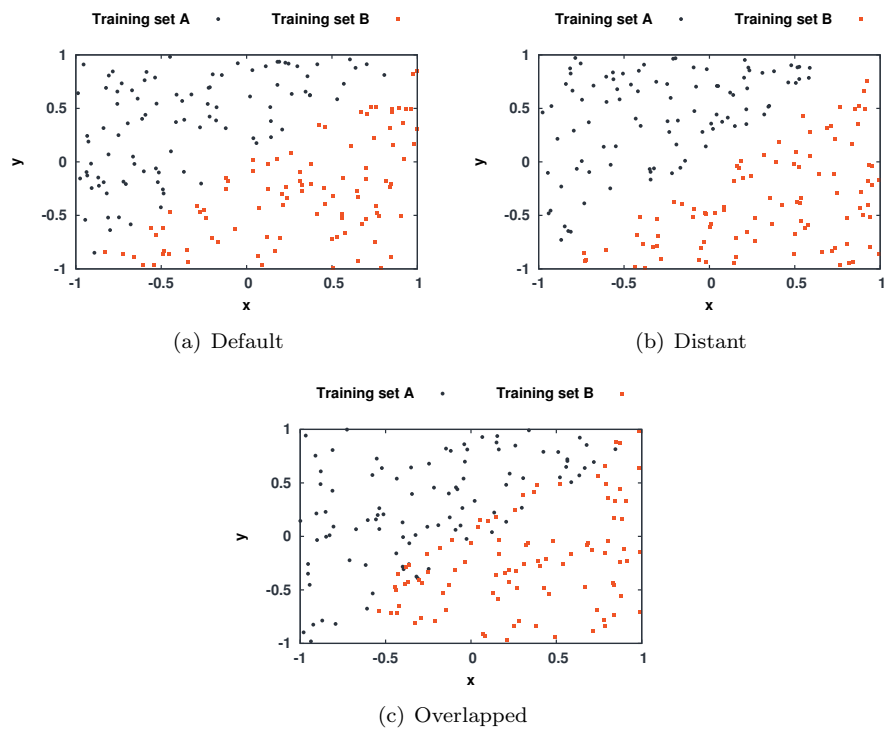 Training set A Training set B
1
0.5
0
-0.5
-1
y
-1 -0.5 0 0.5 1
x
(a) Default
Training set A Training set B
1
0.5
0
-0.5
-1
y
-1 -0.5 0 0.5 1
x
(b) Distant
Training set A Training set B
1
0.5
0
-0.5
-1
y
-1 -0.5 0 0.5 1
x
(c) Overlapped